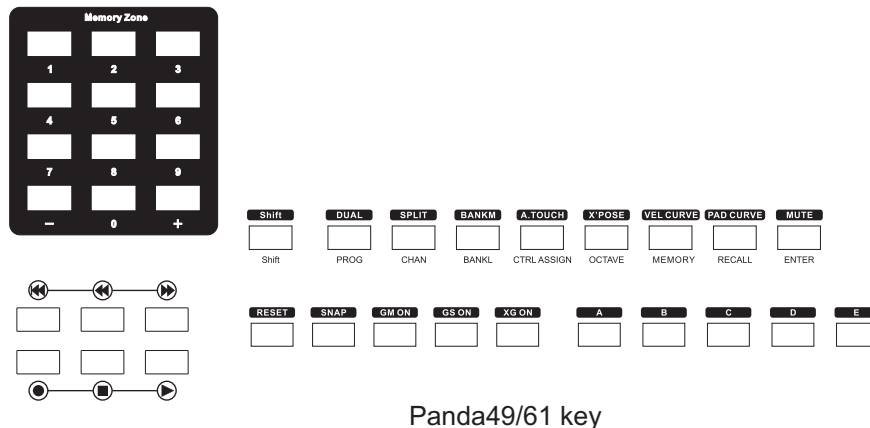 Memory Zone
1 2 3
4 5 6
7 8 9
– 0 +
Shift DUAL SPLIT BANKM A.TOUCH X'POSE VEL CURVE PAD CURVE MUTE
Shift PROG CHAN BANKL CTRL ASSIGN OCTAVE MEMORY RECALL ENTER
RESET SNAP GM ON GS ON XG ON A B C D E
Panda49/61 key